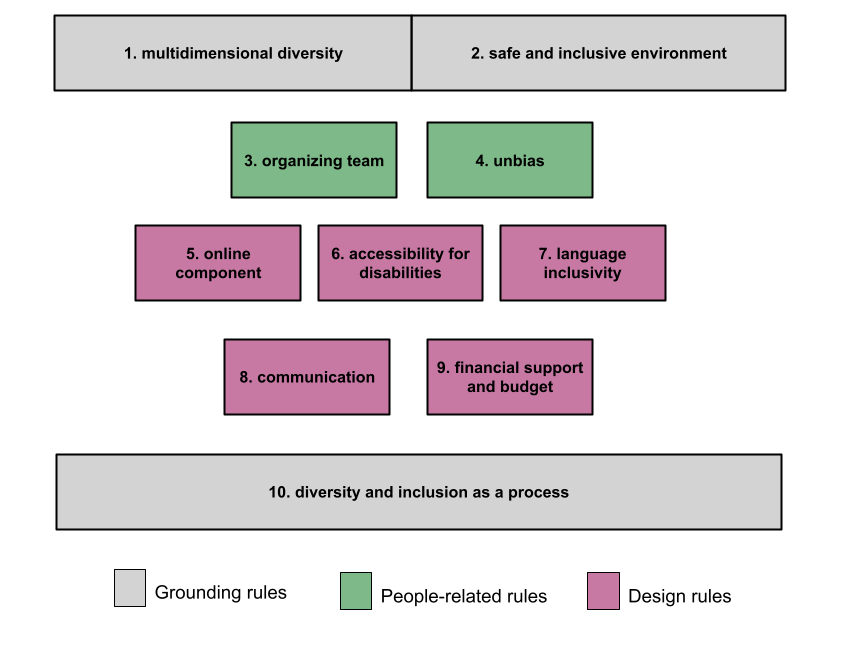 1. multidimensional diversity
2. safe and inclusive environment
3. organizing team
4. unbias
5. online
component
6. accessibility for
disabilities
7. language
inclusivity
8. communication
9. financial support
and budget
10. diversity and inclusion as a process
Grounding rules
People-related rules
Design rules